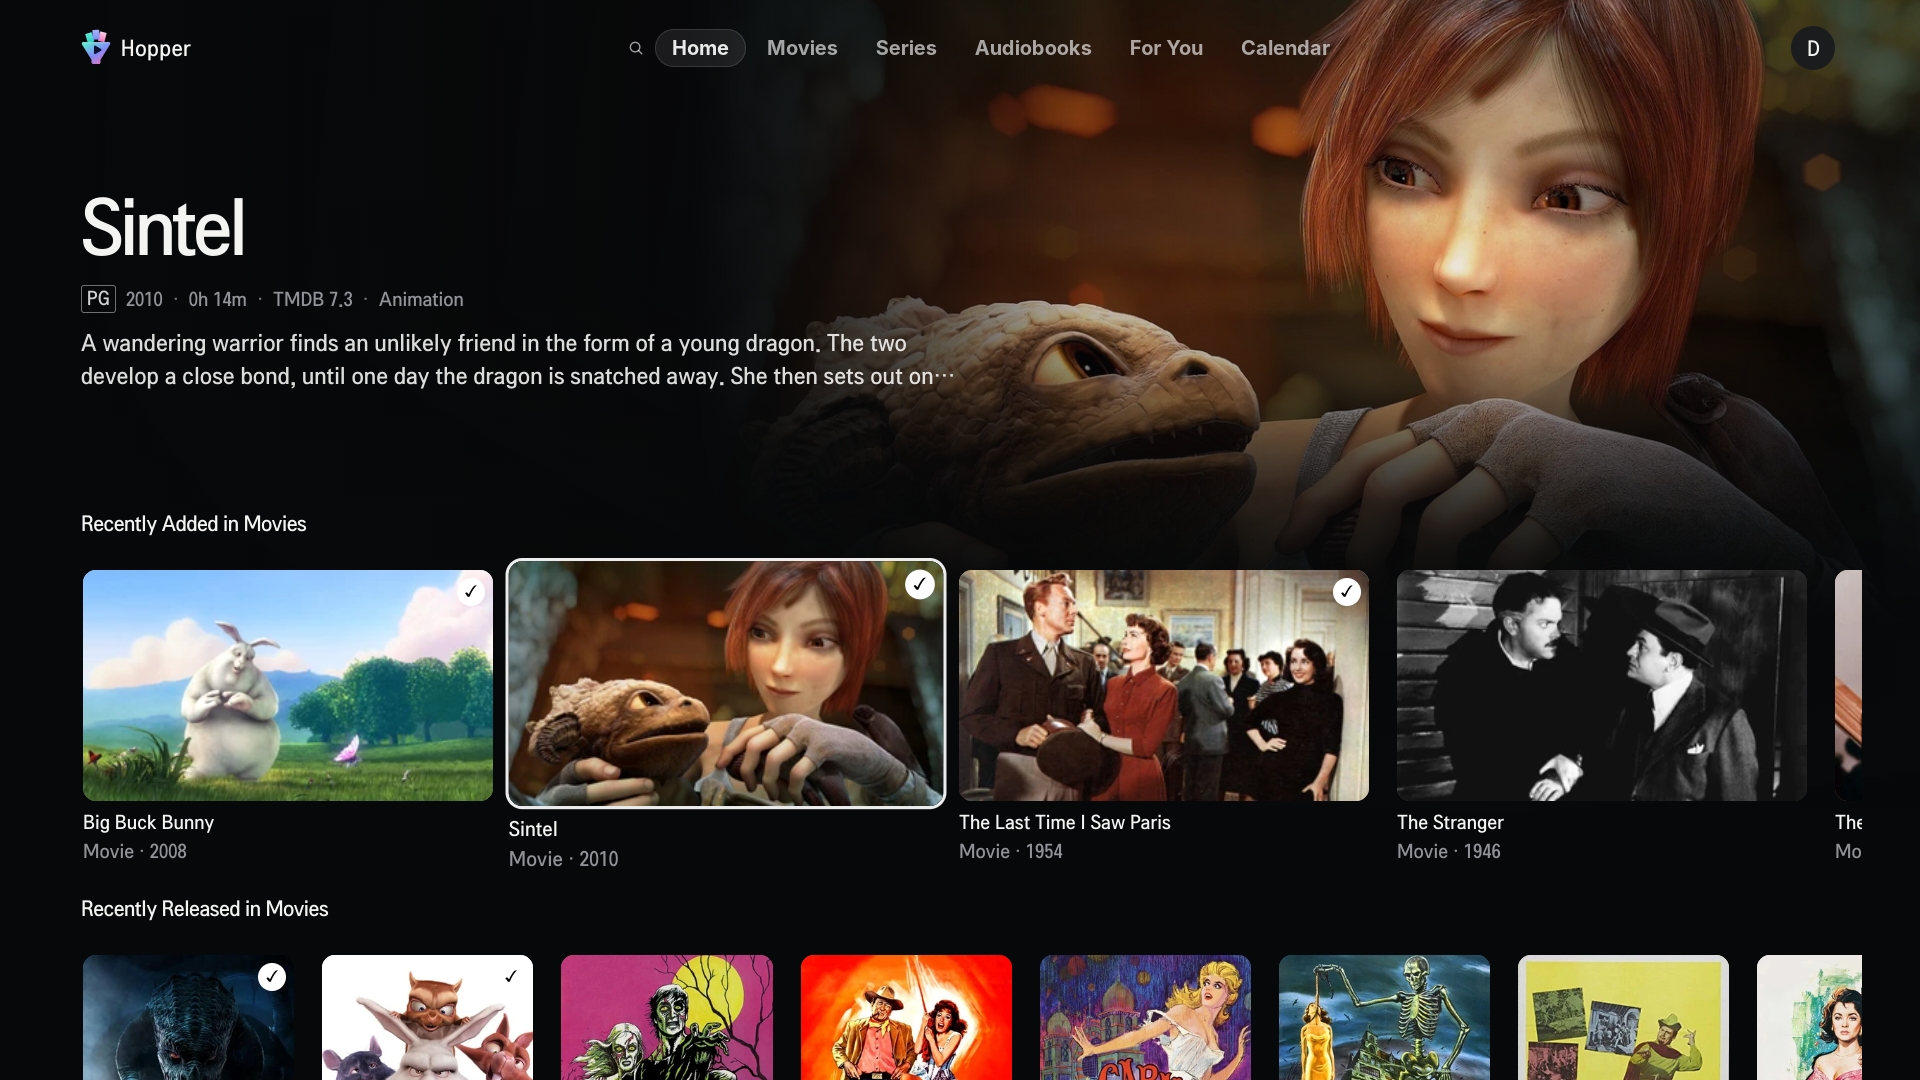 Hopper
Home
Movies
Series
Audiobooks
For You
Calendar
D
Sintel
PG 2010 · 0h 14m · TMDB 7.3 · Animation
A wandering warrior finds an unlikely friend in the form of a young dragon. The two
develop a close bond, until one day the dragon is snatched away. She then sets out on…
Recently Added in Movies
Big Buck Bunny
Movie · 2008
Sintel
Movie · 2010
The Last Time I Saw Paris
Movie · 1954
The Stranger
Movie · 1946
The
Mo
Recently Released in Movies